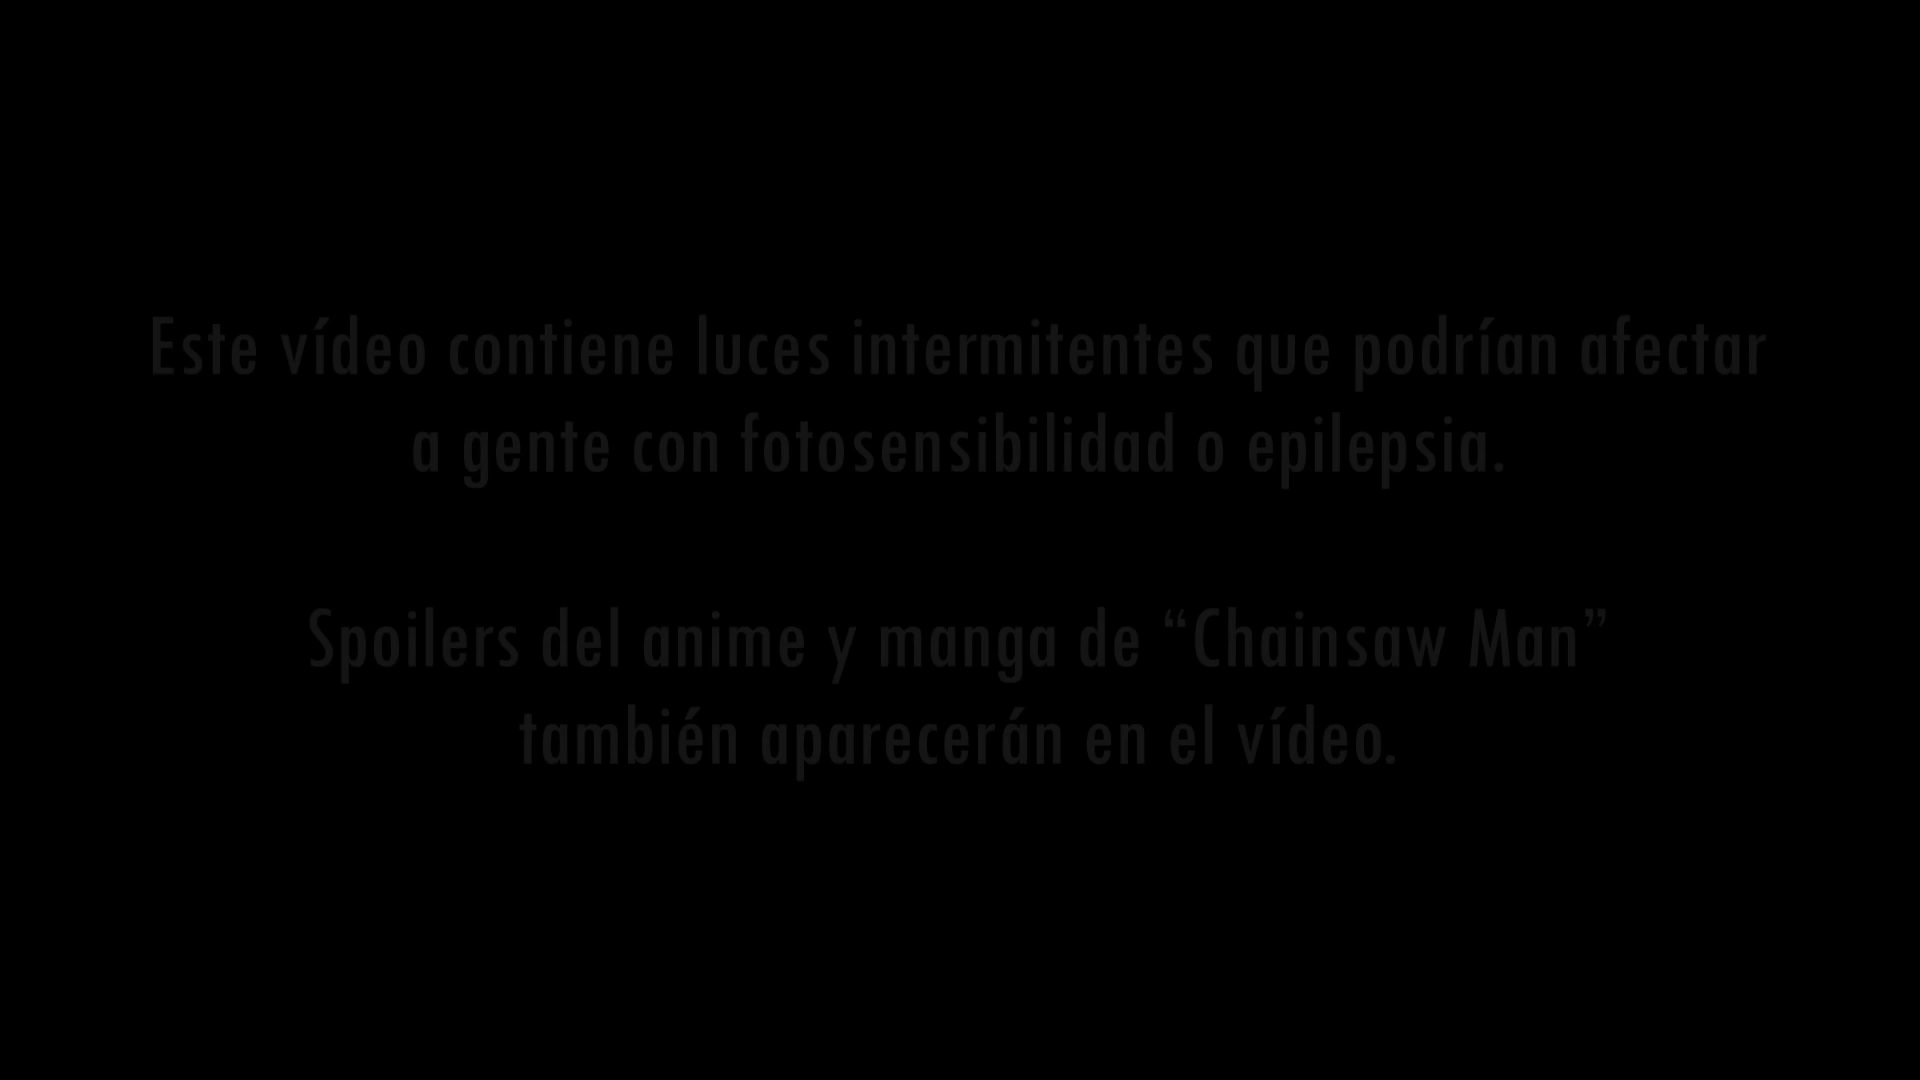 Este vídeo contiene luces intermitentes que podrían afectar
a gente con fotosensibilidad o epilepsia.
Spoilers del anime y manga de “Chainsaw Man”
también aparecerán en el vídeo.